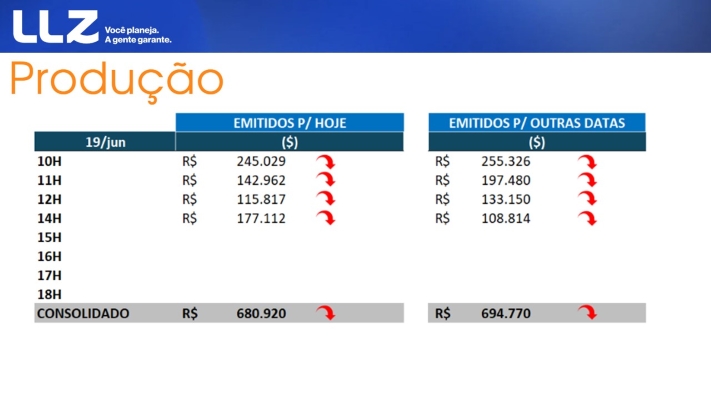 LLZ Você planeja.
A gente garante.
Produção
EMITIDOS P/ HOJE EMITIDOS P/ OUTRAS DATAS
19/jun ($) ($)
10H R$ 245.029 R$ 255.326
11H R$ 142.962 R$ 197.480
12H R$ 115.817 R$ 133.150
14H R$ 177.112 R$ 108.814
15H
16H
17H
18H
CONSOLIDADO R$ 680.920 R$ 694.770